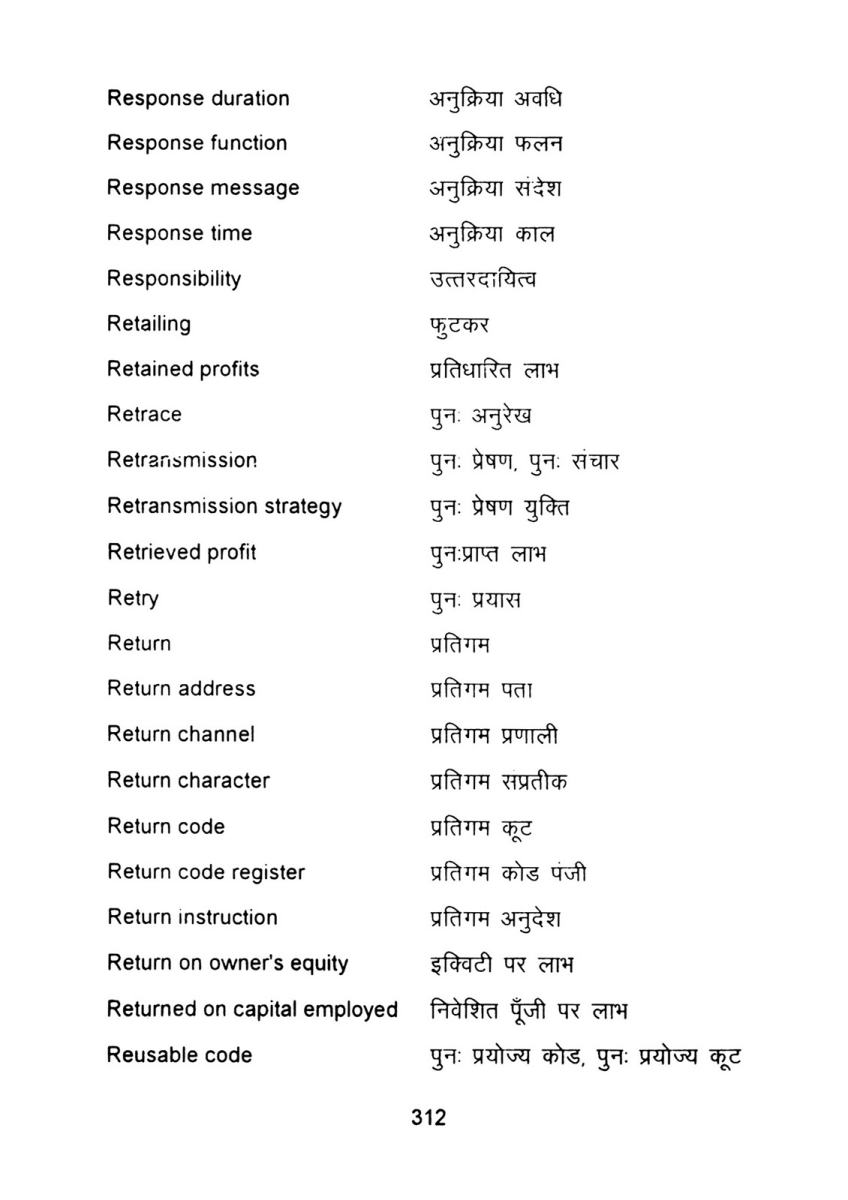 Response duration अनुक्रिया अवधि
Response function अनुक्रिया फलन
Response message अनुक्रिया संदेश
Response time अनुक्रिया काल
Responsibility उत्तरदायित्व
Retailing फुटकर
Retained profits प्रतिधारित लाभ
Retrace पुनः अनुरेख
Retransmission पुनः प्रेषण, पुनः संचार
Retransmission strategy पुनः प्रेषण युक्ति
Retrieved profit पुनःप्राप्त लाभ
Retry पुनः प्रयास
Return प्रतिगम
Return address प्रतिगम पता
Return channel प्रतिगम प्रणाली
Return character प्रतिगम संप्रतीक
Return code प्रतिगम कूट
Return code register प्रतिगम कोड पंजी
Return instruction प्रतिगम अनुदेश
Return on owner's equity इक्विटी पर लाभ
Returned on capital employed निवेशित पूँजी पर लाभ
Reusable code पुनः प्रयोज्य कोड, पुनः प्रयोज्य कूट
312